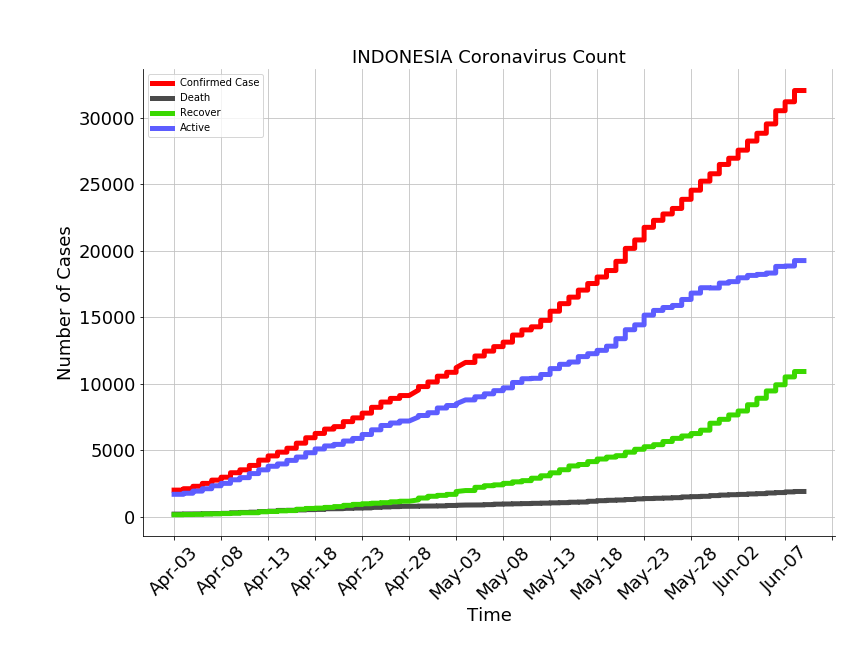 INDONESIA Coronavirus Count
Confirmed Case
Death
Recover
Active
Number of Cases
30000
25000
20000
15000
10000
5000
0
Apr-03
Apr-08
Apr-13
Apr-18
Apr-23
Apr-28
May-03
May-08
May-13
May-18
May-23
May-28
Jun-02
Jun-07
Time